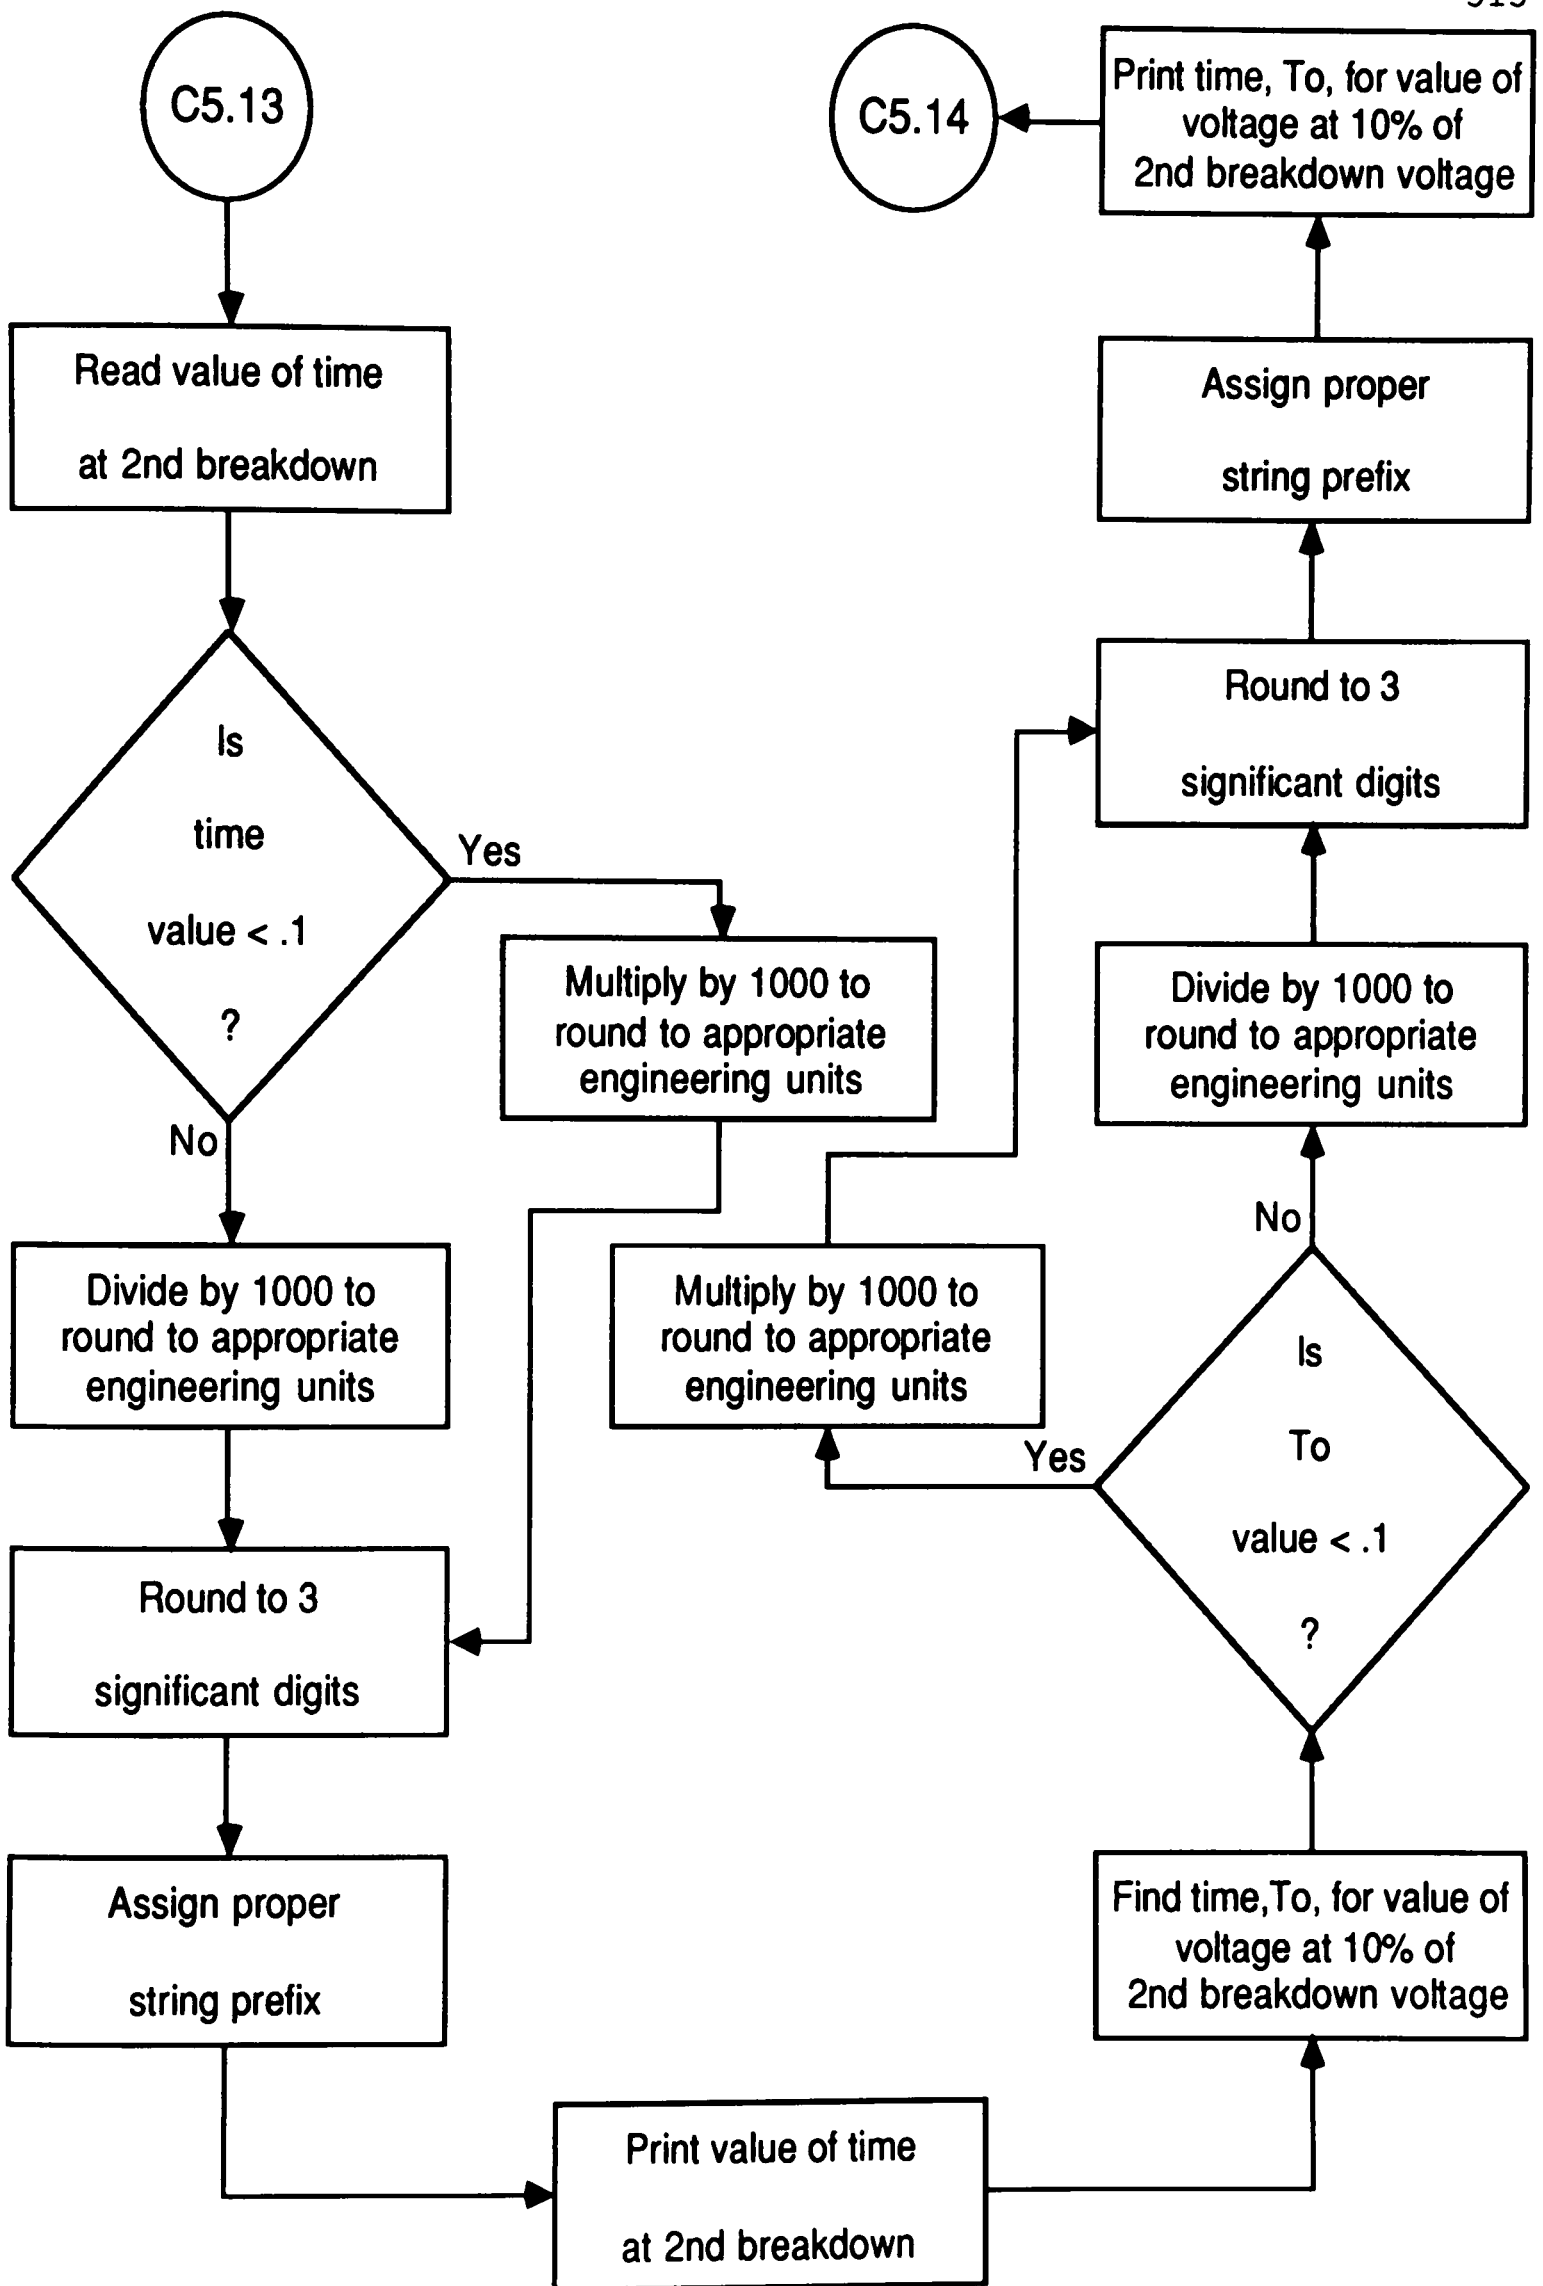 C5.13
Read value of time
at 2nd breakdown
Is
time
value < .1
?
Yes
No
Multiply by 1000 to
round to appropriate
engineering units
Divide by 1000 to
round to appropriate
engineering units
Round to 3
significant digits
Assign proper
string prefix
Print value of time
at 2nd breakdown
Find time,To, for value of
voltage at 10% of
2nd breakdown voltage
Is
To
value < .1
?
Yes
No
Multiply by 1000 to
round to appropriate
engineering units
Divide by 1000 to
round to appropriate
engineering units
Round to 3
significant digits
Assign proper
string prefix
Print time, To, for value of
voltage at 10% of
2nd breakdown voltage
C5.14